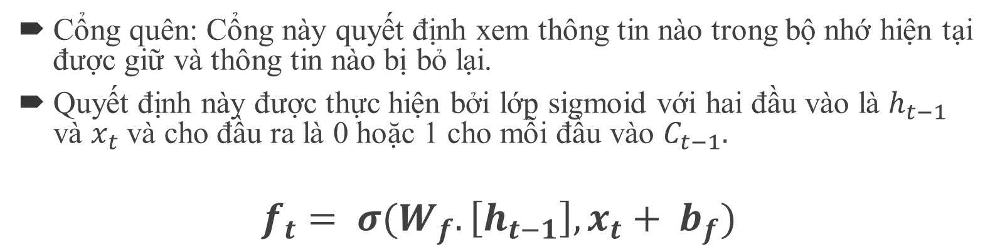 Cổng quên: Cổng này quyết định xem thông tin nào trong bộ nhớ hiện tại
được giữ và thông tin nào bị bỏ lại.
Quyết định này được thực hiện bởi lớp sigmoid với hai đầu vào là $h_{t-1}$
và $x_t$ và cho đầu ra là 0 hoặc 1 cho mỗi đầu vào $C_{t-1}$.
$f_t = \sigma(W_f.[h_{t-1}], x_t + b_f)$